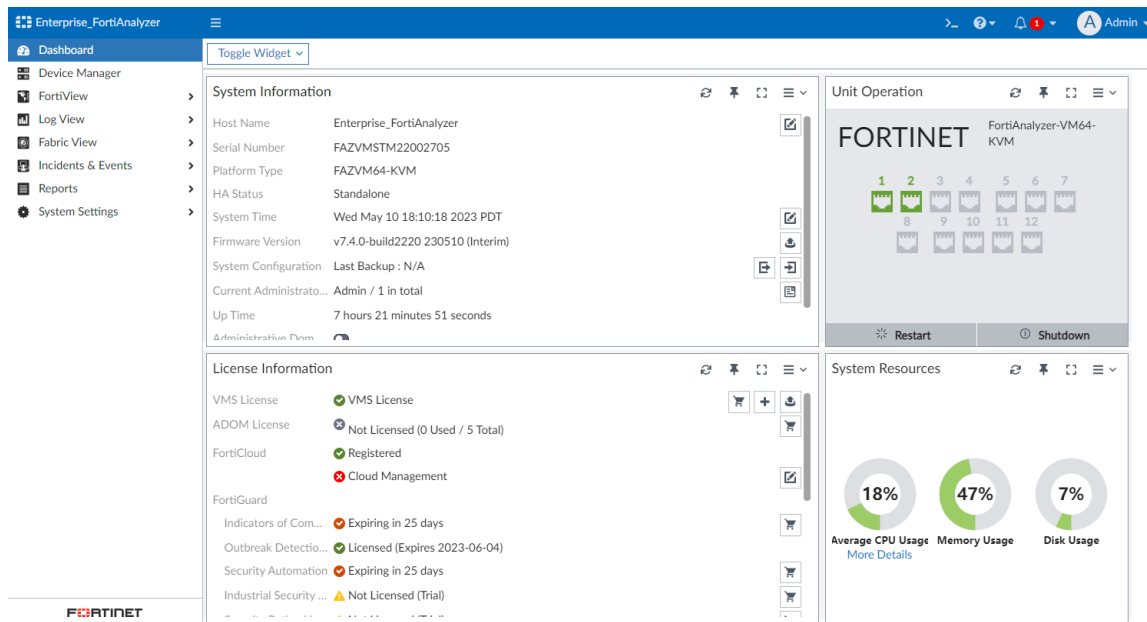 Enterprise_FortiAnalyzer
1
A
Admin
Dashboard
Device Manager
FortiView
Log View
Fabric View
Incidents & Events
Reports
System Settings
FORTINET
Toggle Widget
System Information
Host Name Enterprise_FortiAnalyzer
Serial Number FAZVMSTM22002705
Platform Type FAZVM64-KVM
HA Status Standalone
System Time Wed May 10 18:10:18 2023 PDT
Firmware Version v7.4.0-build2220 230510 (Interim)
System Configuration Last Backup : N/A
Current Administrato... Admin / 1 in total
Up Time 7 hours 21 minutes 51 seconds
Administrative Dom
Unit Operation
FORTINET
FortiAnalyzer-VM64-
KVM
1 2 3 4 5 6 7
8 9 10 11 12
Restart
Shutdown
License Information
VMS License VMS License
ADOM License Not Licensed (0 Used / 5 Total)
FortiCloud Registered
Cloud Management
FortiGuard
Indicators of Com... Expiring in 25 days
Outbreak Detectio... Licensed (Expires 2023-06-04)
Security Automation Expiring in 25 days
Industrial Security ... Not Licensed (Trial)
System Resources
18% 47% 7%
Average CPU Usage Memory Usage Disk Usage
More Details